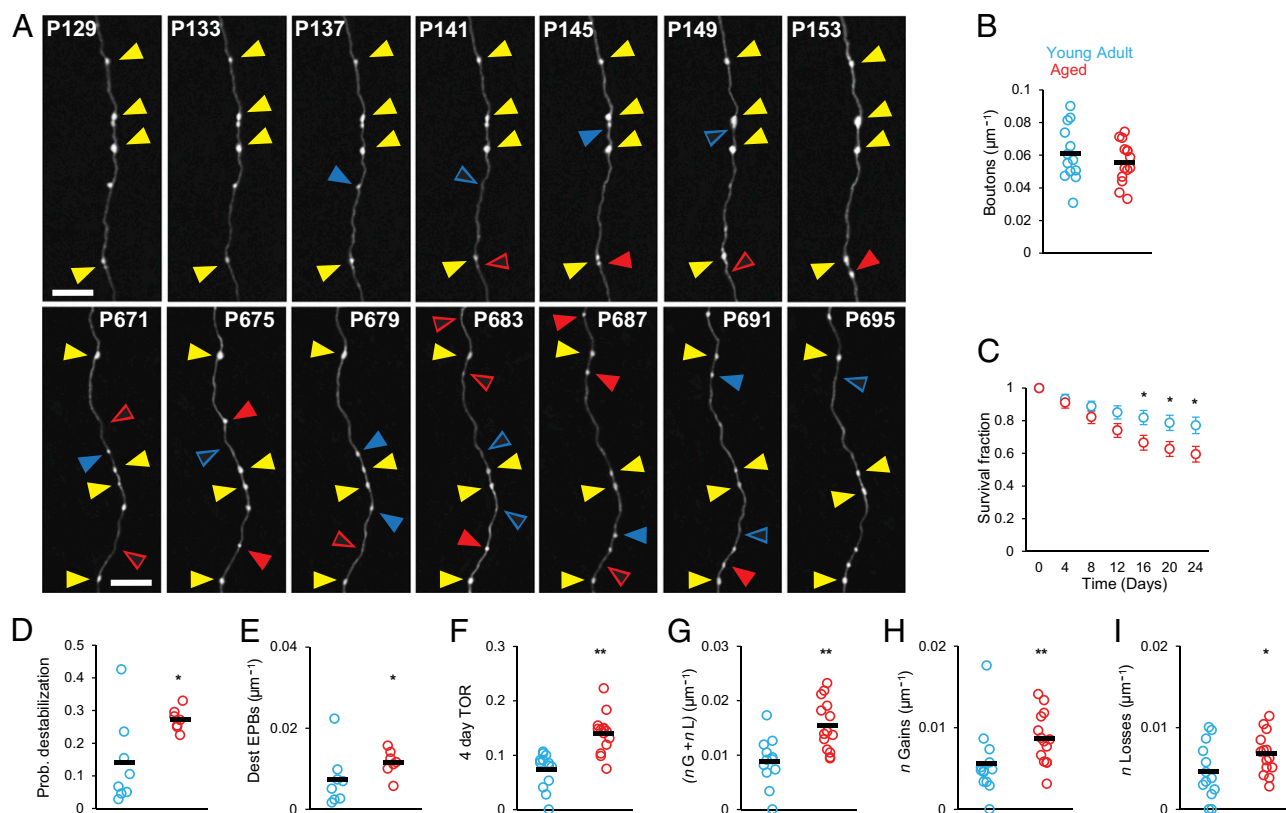 A
P129 P133 P137 P141 P145 P149 P153
P671 P675 P679 P683 P687 P691 P695
B
Young Adult
Aged
Boutons (µm⁻¹)
0.1
0.08
0.06
0.04
0.02
0
C
Survival fraction
1
0.8
0.6
0.4
0.2
0
* * *
0 4 8 12 16 20 24
Time (Days)
D
Prob. destabilization
0.5
0.4
0.3
0.2
0.1
0
*
E
Dest EPBs (µm⁻¹)
0.04
0.02
0
*
F
4 day TOR
0.3
0.2
0.1
0
**
G
(n G + n L) (µm⁻¹)
0.03
0.02
0.01
0
**
H
n Gains (µm⁻¹)
0.02
0.01
0
**
I
n Losses (µm⁻¹)
0.02
0.01
0
*